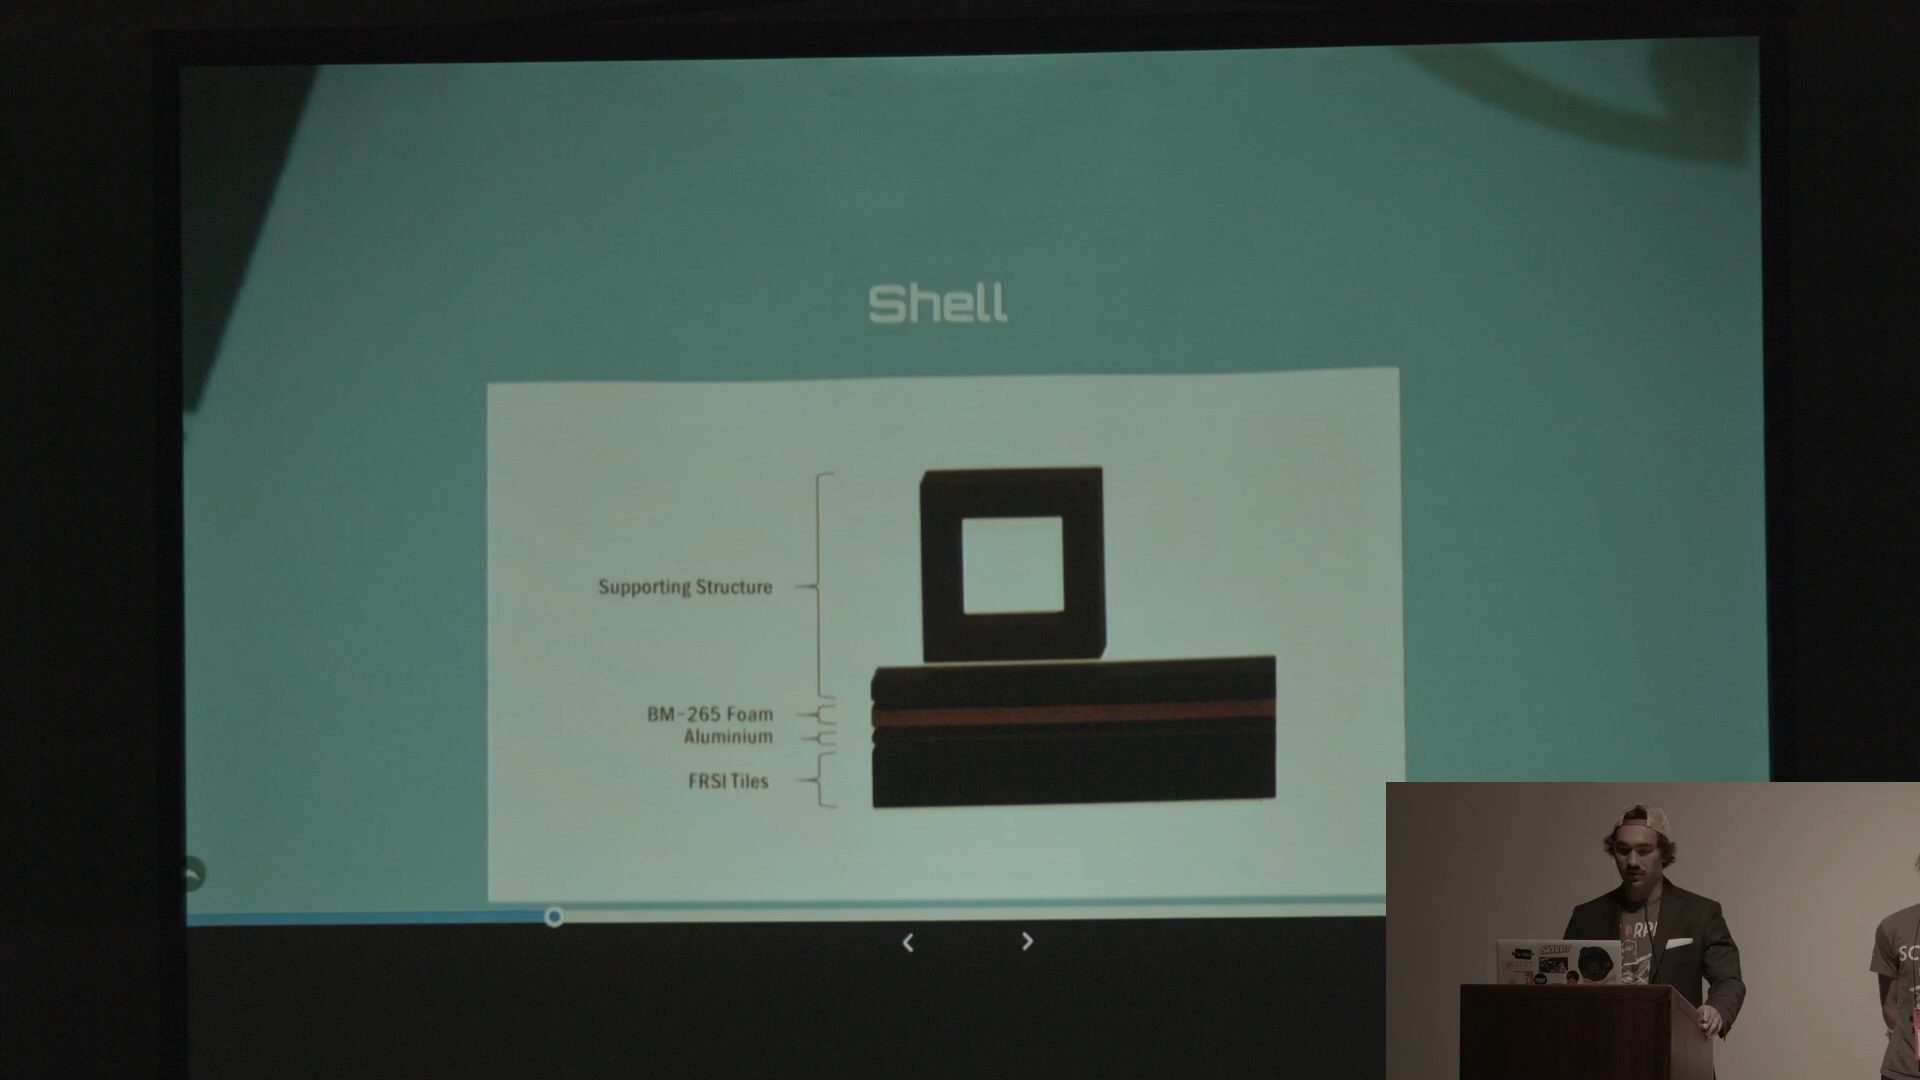 Shell
Supporting Structure
BM-265 Foam
Aluminium
FRSI Tiles